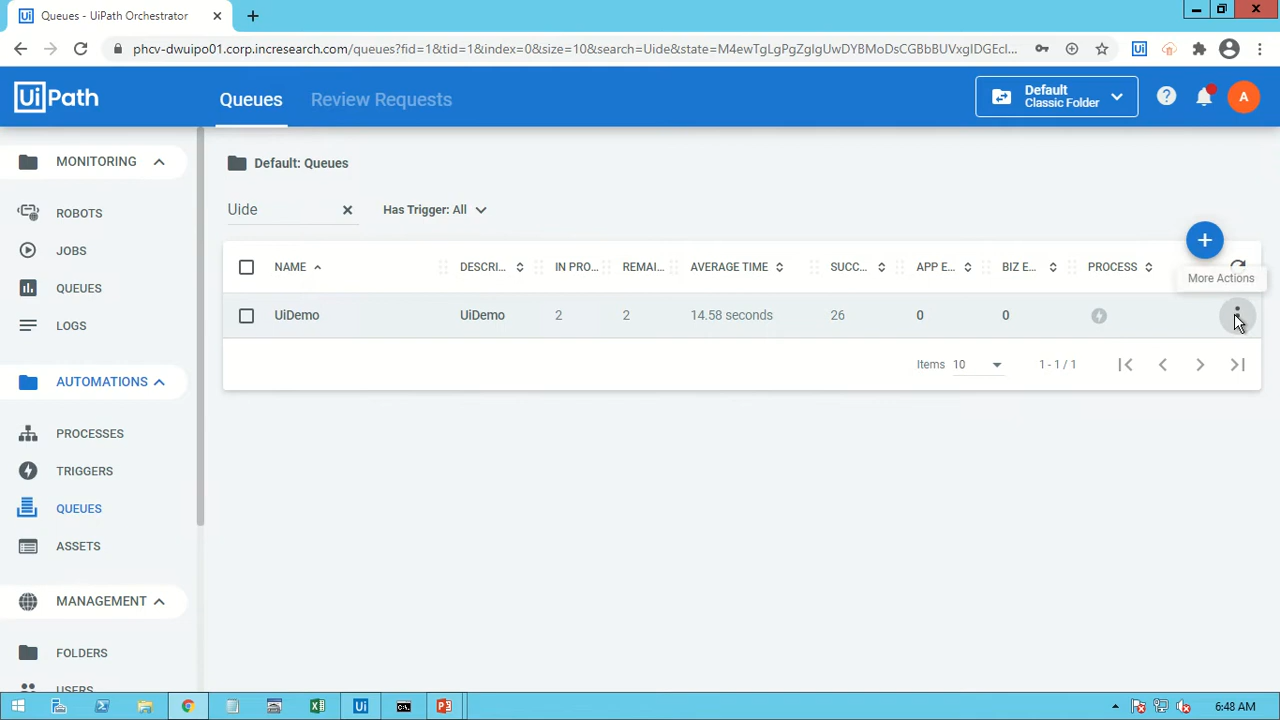 Queues - UiPath Orchestrator
phcv-dwuipo01.corp.incresearch.com/queues?fid=1&tid=1&index=0&size=10&search=Uide&state=M4ewTgLgPgZgIgUwDYBMoDsCGBbBUVxgIDGEcI...
UiPath
Queues
Review Requests
Default
Classic Folder
A
MONITORING
ROBOTS
JOBS
QUEUES
LOGS
AUTOMATIONS
PROCESSES
TRIGGERS
QUEUES
ASSETS
MANAGEMENT
FOLDERS
USERS
Default: Queues
Uide
Has Trigger: All
NAME DESCRI... IN PRO... REMAI... AVERAGE TIME SUCC... APP E... BIZ E... PROCESS
More Actions
UiDemo UiDemo 2 2 14.58 seconds 26 0 0
Items 10 1 - 1 / 1
6:48 AM